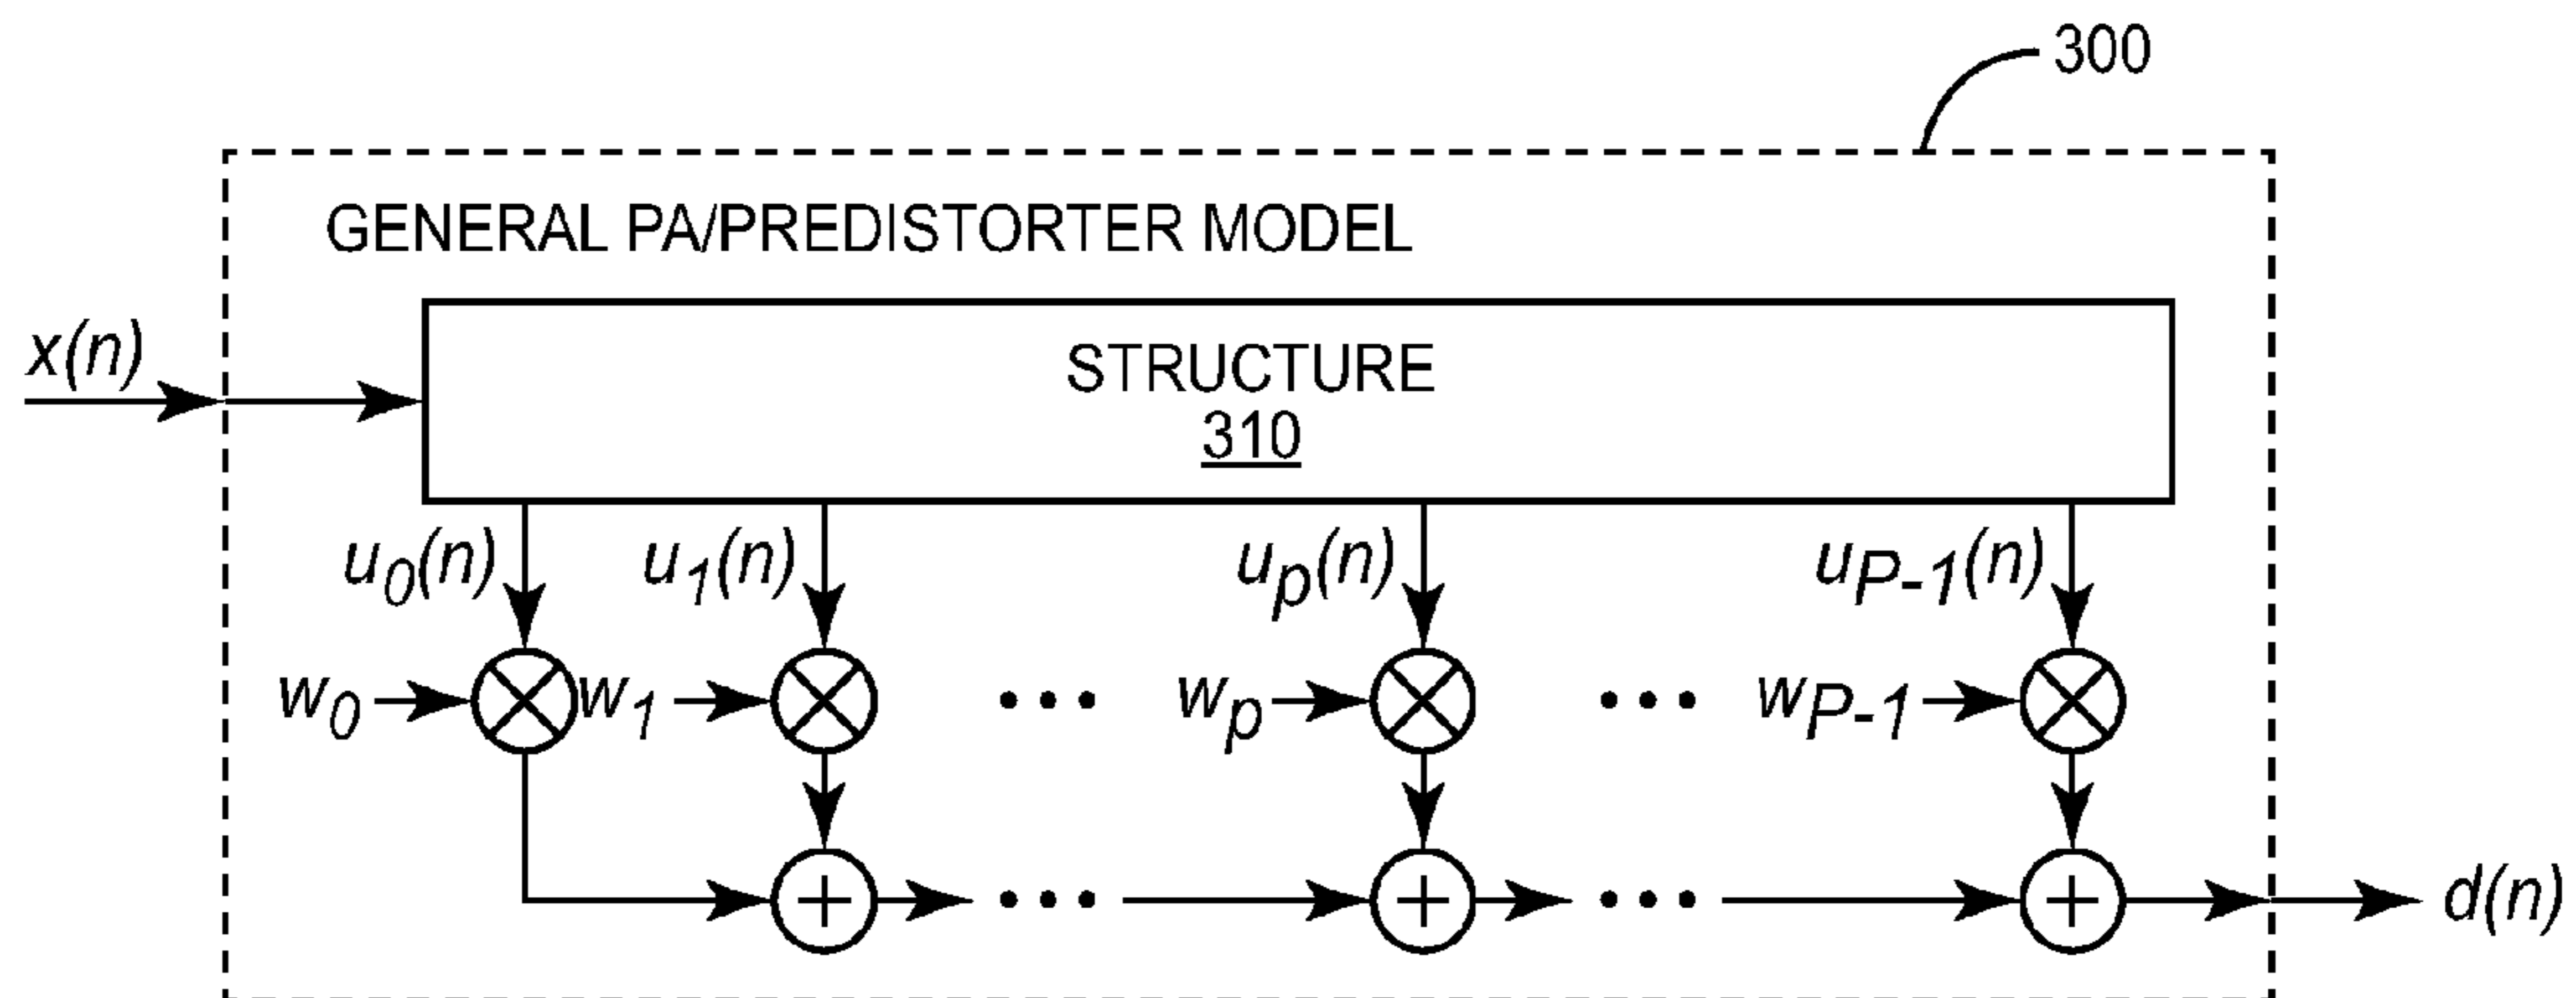 300
GENERAL PA/PREDISTORTER MODEL
x(n)
STRUCTURE
310
u0(n) u1(n) up(n) uP-1(n)
w0 w1 ... wp ... wP-1
... ... d(n)